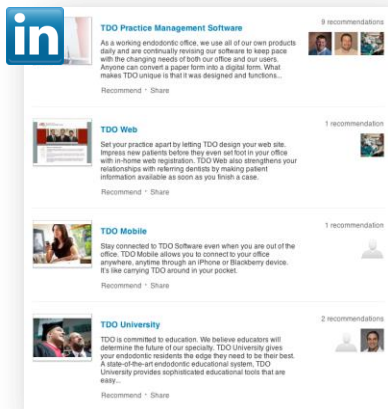 in
TDO Practice Management Software
9 recommendations
As a working endodontic office, we use all of our own products
daily and are continually revising our software to keep pace
with the changing needs of both our office and our users.
Anyone can convert a paper form into a digital form. What
makes TDO unique is that it was designed and functions...
Recommend · Share
TDO Web
1 recommendation
Set your practice apart by letting TDO design your web site.
Impress new patients before they even set foot in your office
with in-home web registration. TDO Web also strengthens your
relationships with referring dentists by making patient
information available as soon as you finish a case.
Recommend · Share
TDO Mobile
1 recommendation
Stay connected to TDO Software even when you are out of the
office. TDO Mobile allows you to connect to your office
anywhere, anytime through an iPhone or Blackberry device.
It's like carrying TDO around in your pocket.
Recommend · Share
TDO University
2 recommendations
TDO is committed to education. We believe educators will
determine the future of our specialty. TDO University gives
your endodontic residents the edge they need to be their best.
A state-of-the-art endodontic educational system, TDO
University provides sophisticated educational tools that are
easy...
Recommend · Share